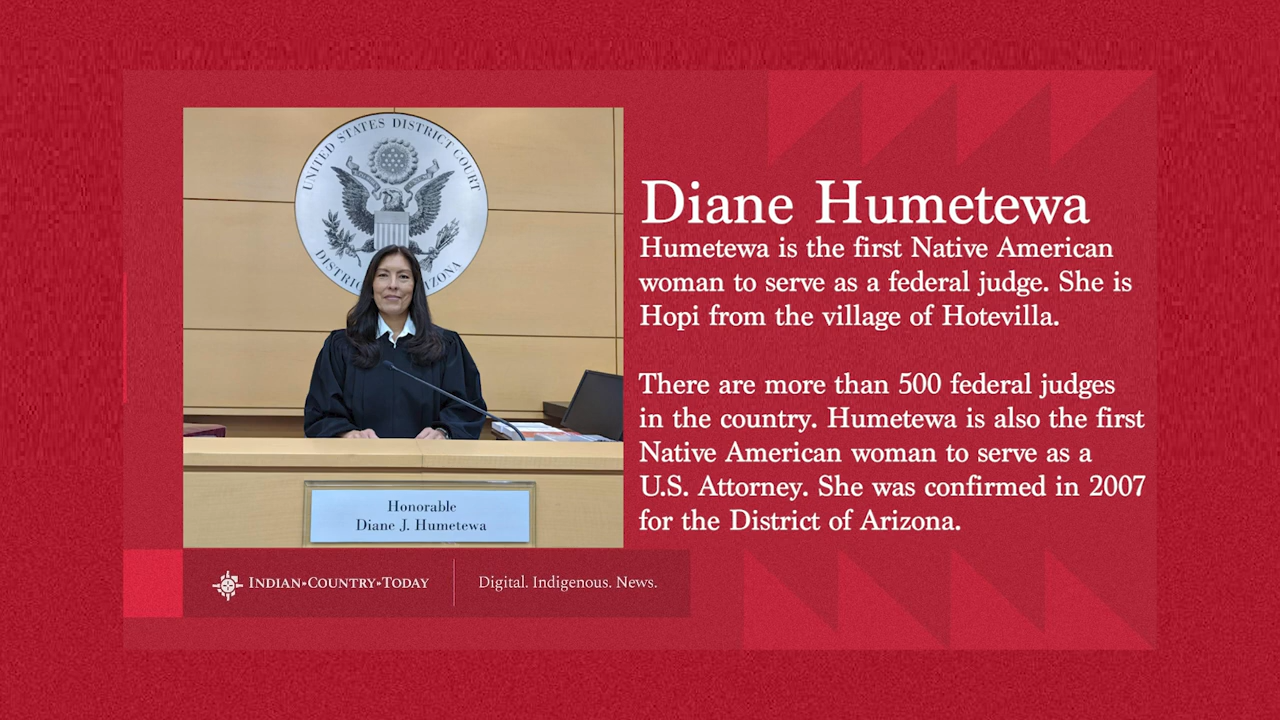 UNITED STATES DISTRICT COURT
DISTRICT ARIZONA
Diane Humetewa
Humetewa is the first Native American
woman to serve as a federal judge. She is
Hopi from the village of Hotevilla.
There are more than 500 federal judges
in the country. Humetewa is also the first
Native American woman to serve as a
U.S. Attorney. She was confirmed in 2007
for the District of Arizona.
Honorable
Diane J. Humetewa
INDIAN»COUNTRY»TODAY
Digital. Indigenous. News.